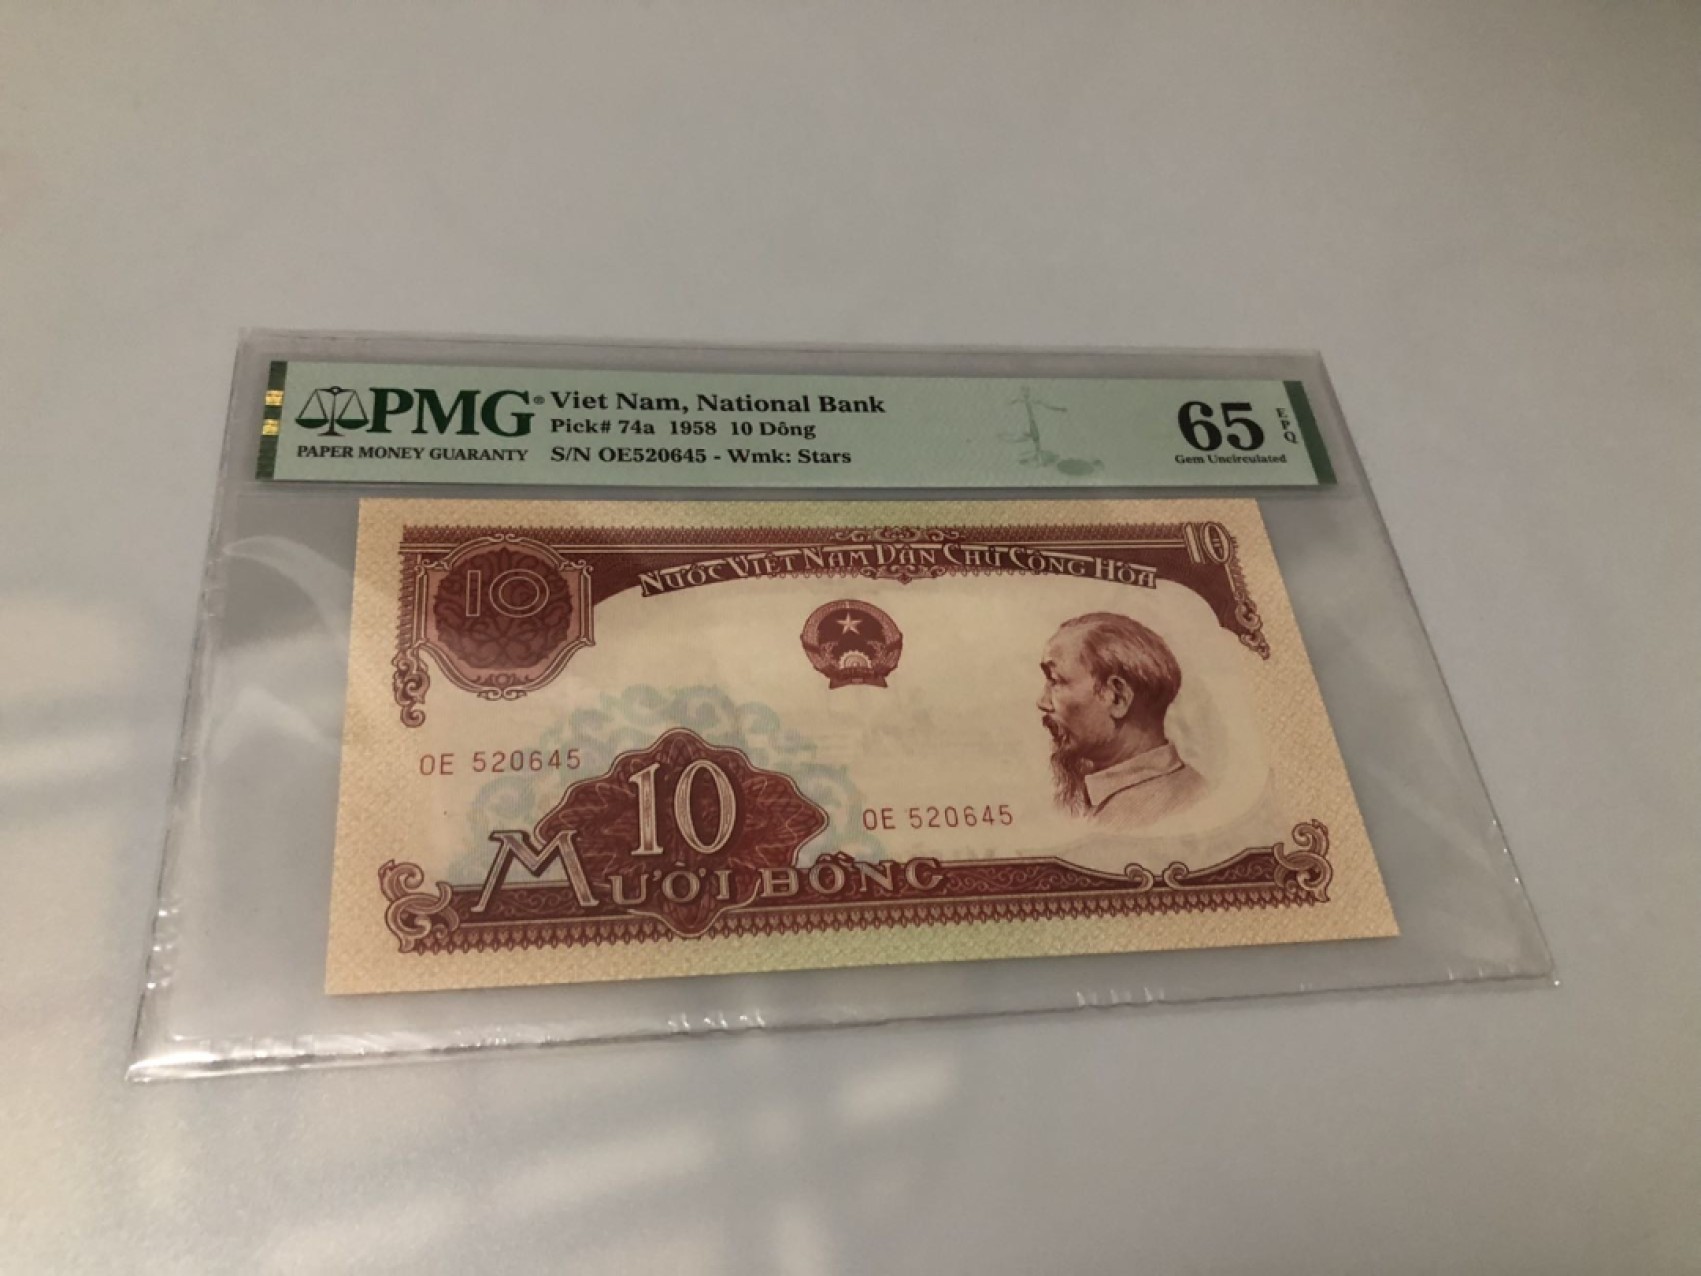 PMG®
PAPER MONEY GUARANTY
Viet Nam, National Bank
Pick# 74a 1958 10 Dông
S/N OE520645 - Wmk: Stars
65
EPQ
Gem Uncirculated
10
NƯỚC VIỆT NAM DÂN CHỦ CỘNG HÒA
10
OE 520645
10
OE 520645
MƯỜI ĐỒNG